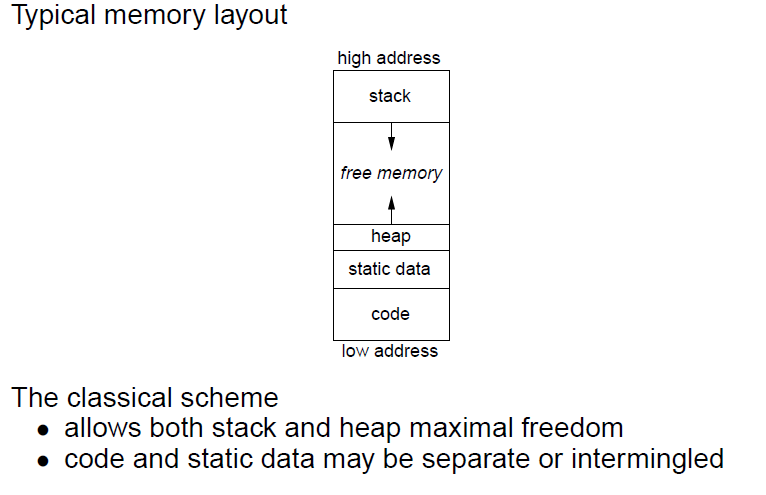 Typical memory layout
high address
stack
free memory
heap
static data
code
low address
The classical scheme
• allows both stack and heap maximal freedom
• code and static data may be separate or intermingled